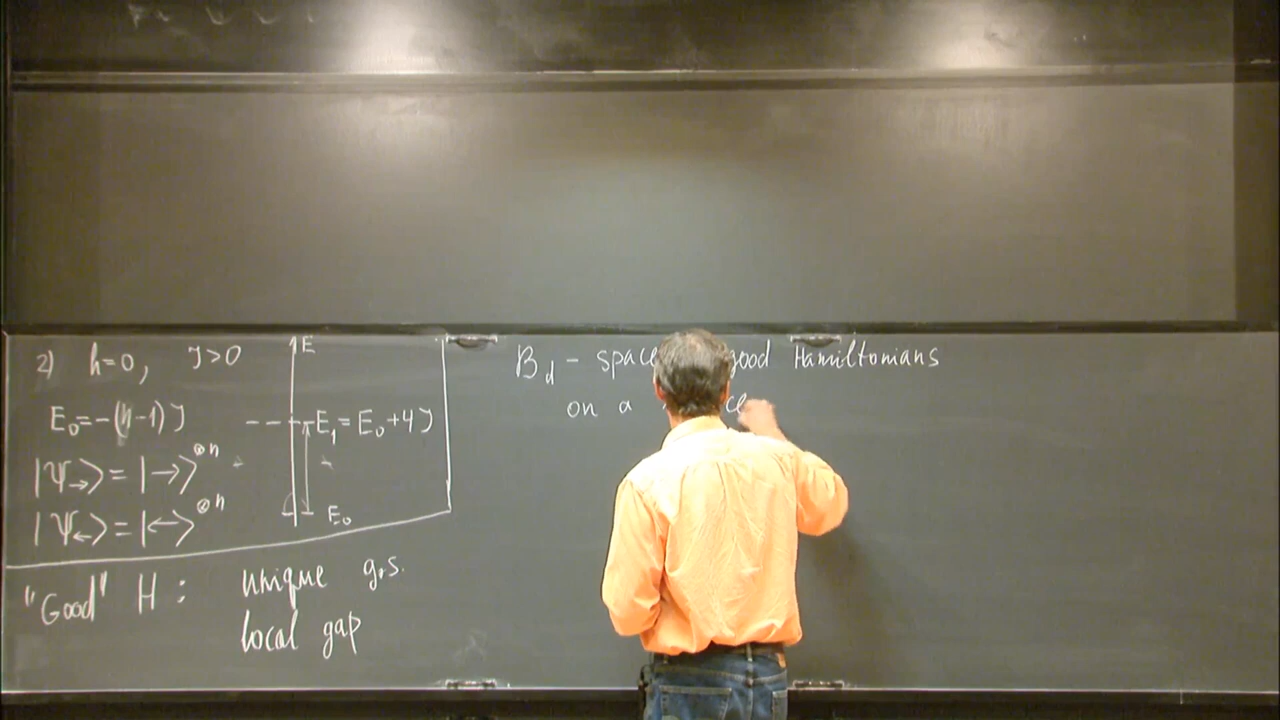 2) h=0, J>0
E₀=-(n-1)J
|Ψ→⟩=|→⟩⊗n
|Ψ←⟩=|←⟩⊗n
E
E₁=E₀+4J
E₀
"Good" H: unique g.s.
local gap
B_d - space good Hamiltonians
on a